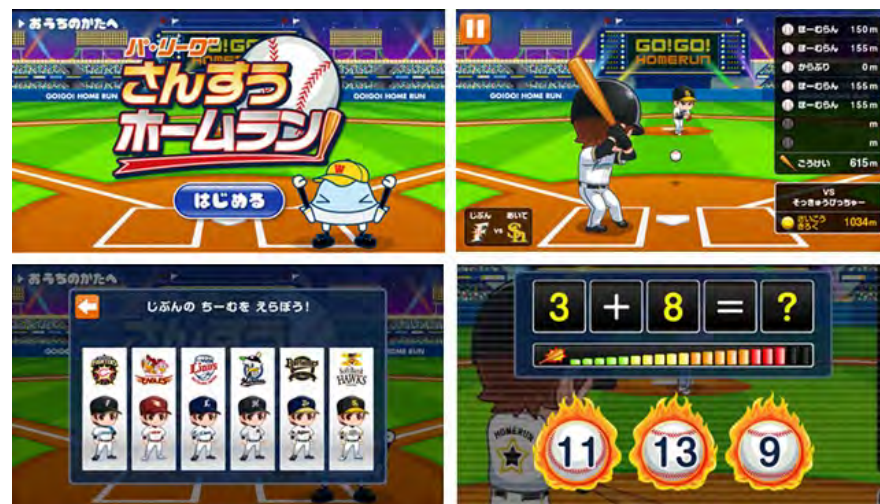 おうちのかたへ
GO!GO!
パ・リーグ
さんすう
ホームラン!
GO!GO! HOME RUN
GO!GO! HOME RUN
W
はじめる
GO!GO!
HOMERUN
ほーむらん 150m
ほーむらん 155m
からぶり 0m
ほーむらん 155m
ほーむらん 155m
m
m
ごうけい 615m
VS
そっきゅうぴっちゃー
さいこう
きろく 1034m
じぶん あいて
F VS SH
おうちのかたへ
じぶんの ちーむを えらぼう!
FIGHTERS EAGLES Lions Marines Buffaloes SoftBank HAWKS
3 + 8 = ?
HOMERUN
11 13 9